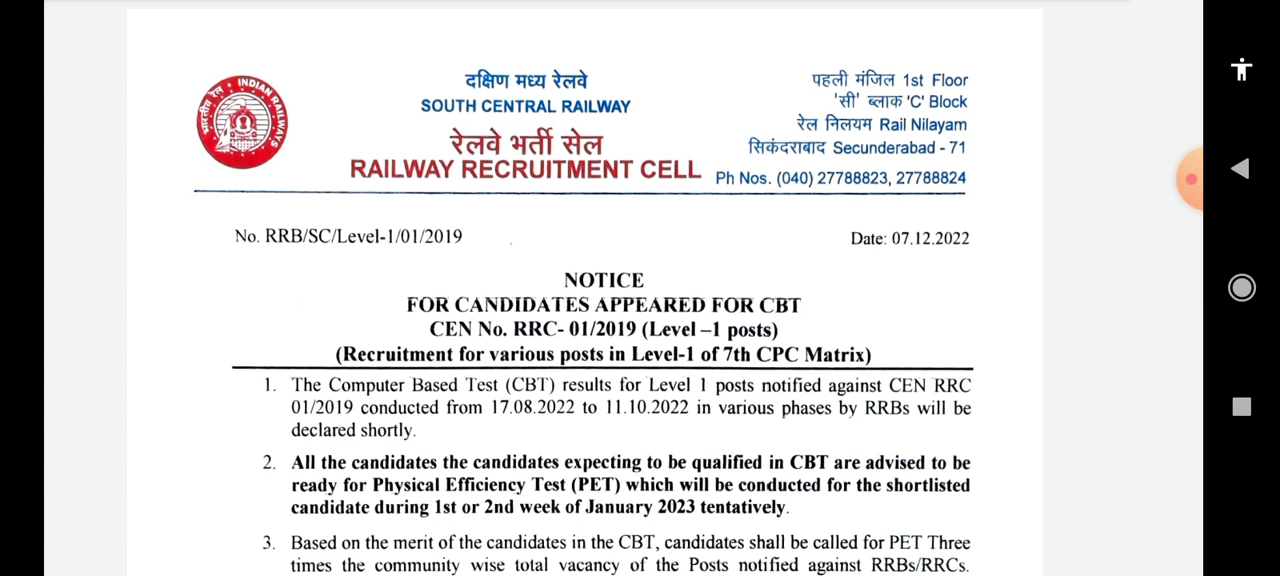 दक्षिण मध्य रेलवे
SOUTH CENTRAL RAILWAY
रेलवे भर्ती सेल
RAILWAY RECRUITMENT CELL
पहली मंजिल 1st Floor
'सी' ब्लाक 'C' Block
रेल निलयम Rail Nilayam
सिकंदराबाद Secunderabad - 71
Ph Nos. (040) 27788823, 27788824
भारतीय रेल • INDIAN RAILWAYS
No. RRB/SC/Level-1/01/2019
Date: 07.12.2022
NOTICE
FOR CANDIDATES APPEARED FOR CBT
CEN No. RRC- 01/2019 (Level –1 posts)
(Recruitment for various posts in Level-1 of 7th CPC Matrix)
1. The Computer Based Test (CBT) results for Level 1 posts notified against CEN RRC
01/2019 conducted from 17.08.2022 to 11.10.2022 in various phases by RRBs will be
declared shortly.
2. All the candidates the candidates expecting to be qualified in CBT are advised to be
ready for Physical Efficiency Test (PET) which will be conducted for the shortlisted
candidate during 1st or 2nd week of January 2023 tentatively.
3. Based on the merit of the candidates in the CBT, candidates shall be called for PET Three
times the community wise total vacancy of the Posts notified against RRBs/RRCs.